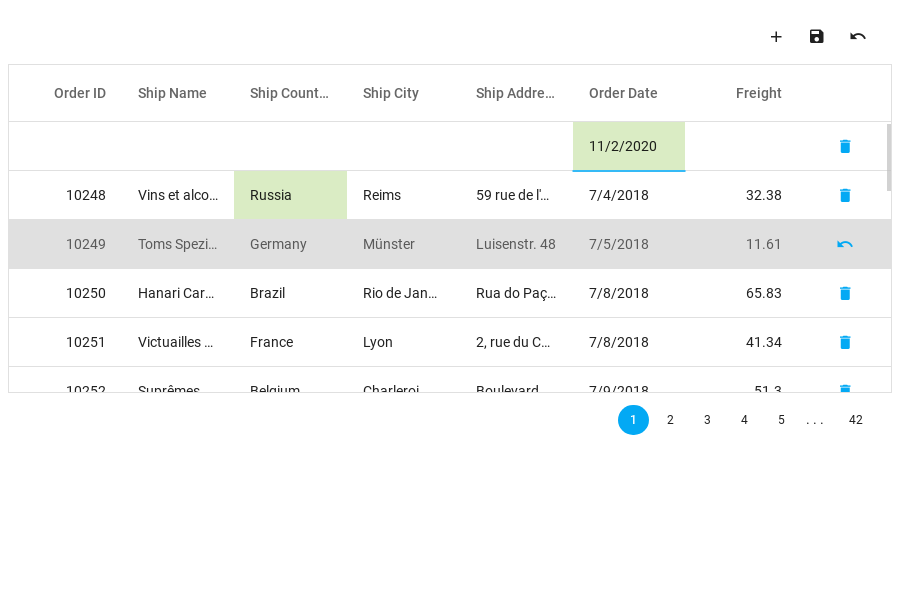 Order ID Ship Name Ship Count… Ship City Ship Addre… Order Date Freight
11/2/2020
10248 Vins et alco… Russia Reims 59 rue de l'… 7/4/2018 32.38
10249 Toms Spezi… Germany Münster Luisenstr. 48 7/5/2018 11.61
10250 Hanari Car… Brazil Rio de Jan… Rua do Paç… 7/8/2018 65.83
10251 Victuailles … France Lyon 2, rue du C… 7/8/2018 41.34
10252 Suprêmes… Belgium Charleroi Boulevard… 7/9/2018 51.3
1 2 3 4 5 . . . 42